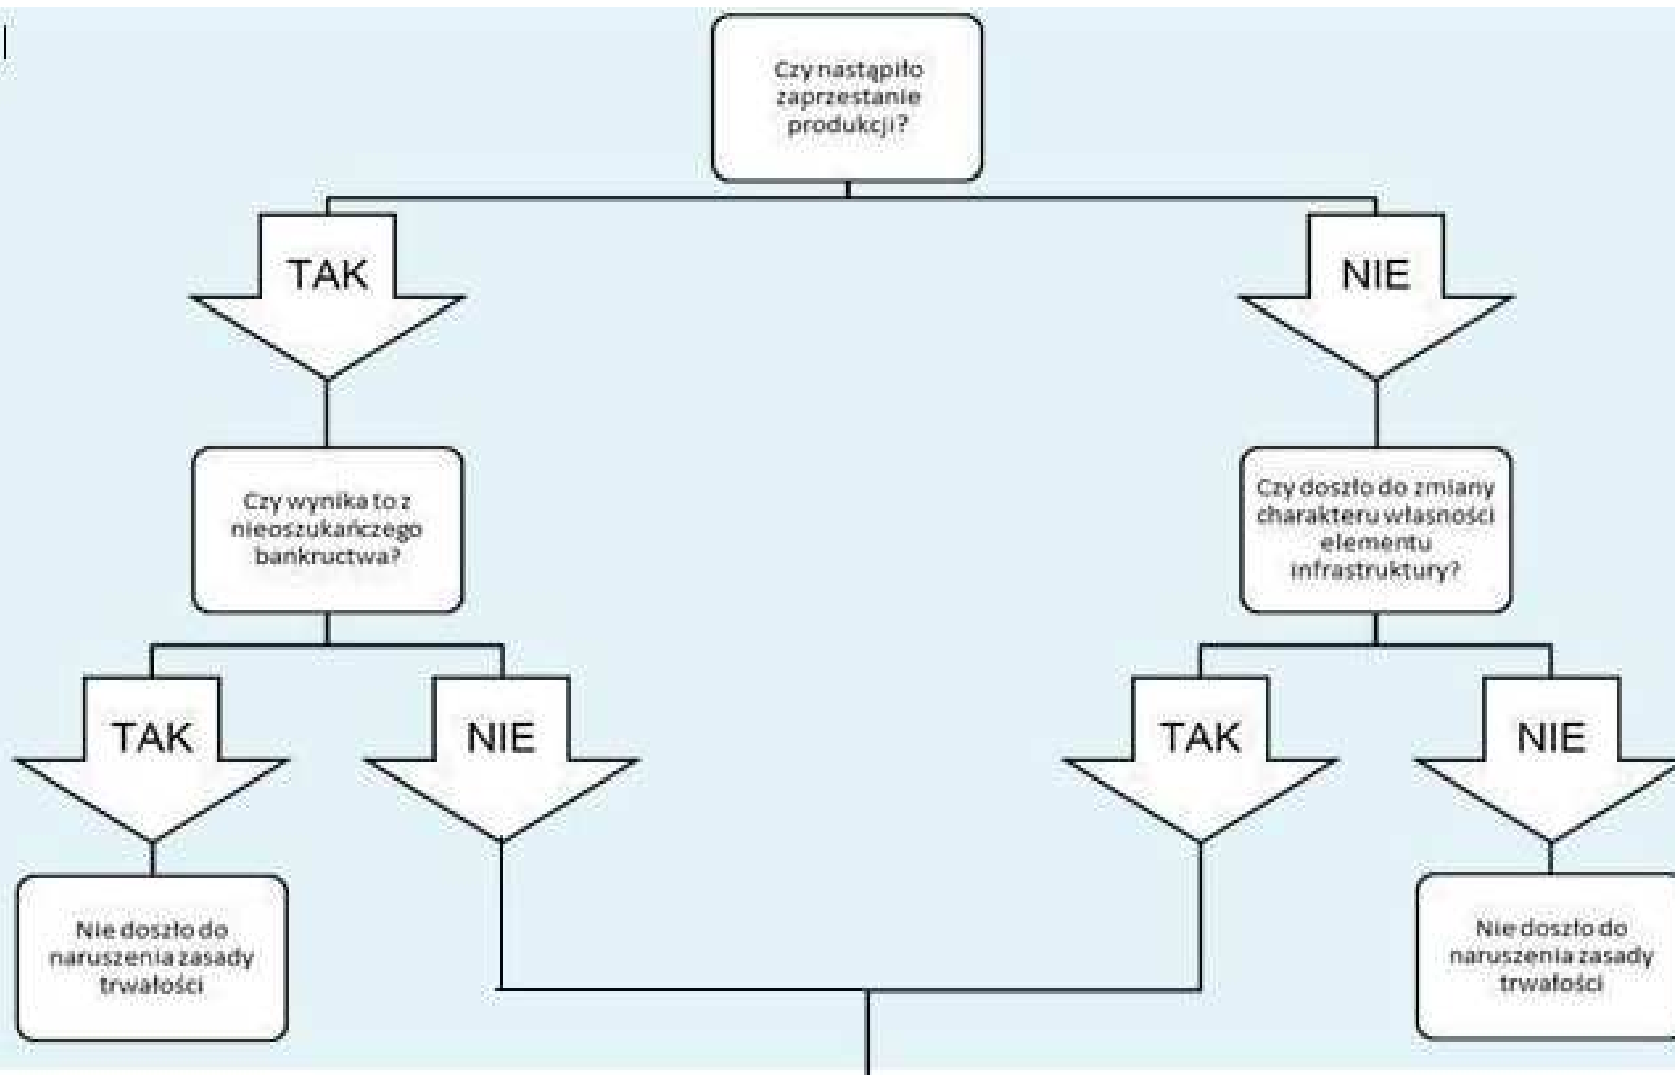 Czy nastąpiło
zaprzestanie
produkcji?
TAK
NIE
Czy wynika to z
nieoszukańczego
bankructwa?
Czy doszło do zmiany
charakteru własności
elementu
infrastruktury?
TAK
NIE
TAK
NIE
Nie doszło do
naruszenia zasady
trwałości
Nie doszło do
naruszenia zasady
trwałości